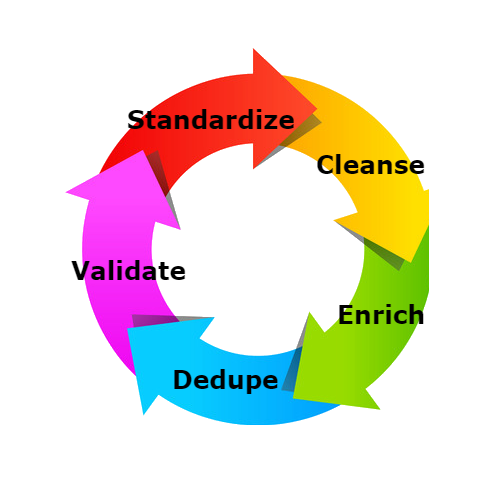 Standardize
Cleanse
Enrich
Dedupe
Validate